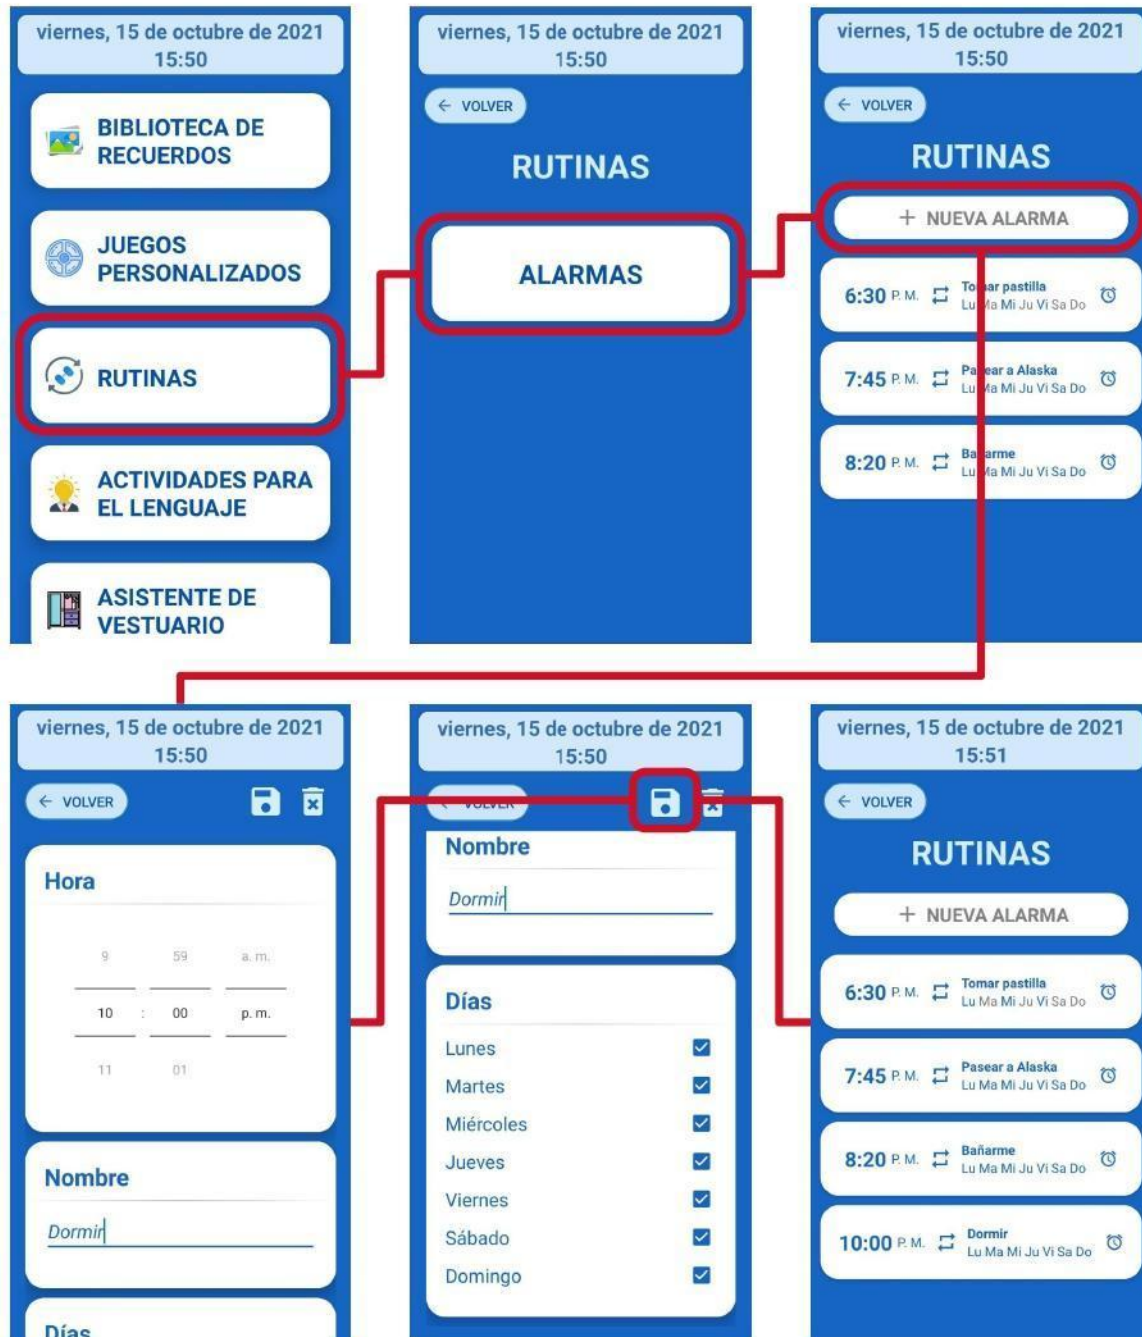 viernes, 15 de octubre de 2021
15:50
BIBLIOTECA DE
RECUERDOS
JUEGOS
PERSONALIZADOS
RUTINAS
ACTIVIDADES PARA
EL LENGUAJE
ASISTENTE DE
VESTUARIO
viernes, 15 de octubre de 2021
15:50
← VOLVER
RUTINAS
ALARMAS
viernes, 15 de octubre de 2021
15:50
← VOLVER
RUTINAS
+ NUEVA ALARMA
6:30 P. M. Tomar pastilla
Lu Ma Mi Ju Vi Sa Do
7:45 P. M. Pasear a Alaska
Lu Ma Mi Ju Vi Sa Do
8:20 P. M. Bañarme
Lu Ma Mi Ju Vi Sa Do
viernes, 15 de octubre de 2021
15:50
← VOLVER
Hora
9 59 a. m.
10 : 00 p. m.
11 01
Nombre
Dormir
Días
viernes, 15 de octubre de 2021
15:50
← VOLVER
Nombre
Dormir
Días
Lunes
Martes
Miércoles
Jueves
Viernes
Sábado
Domingo
viernes, 15 de octubre de 2021
15:51
← VOLVER
RUTINAS
+ NUEVA ALARMA
6:30 P. M. Tomar pastilla
Lu Ma Mi Ju Vi Sa Do
7:45 P. M. Pasear a Alaska
Lu Ma Mi Ju Vi Sa Do
8:20 P. M. Bañarme
Lu Ma Mi Ju Vi Sa Do
10:00 P. M. Dormir
Lu Ma Mi Ju Vi Sa Do